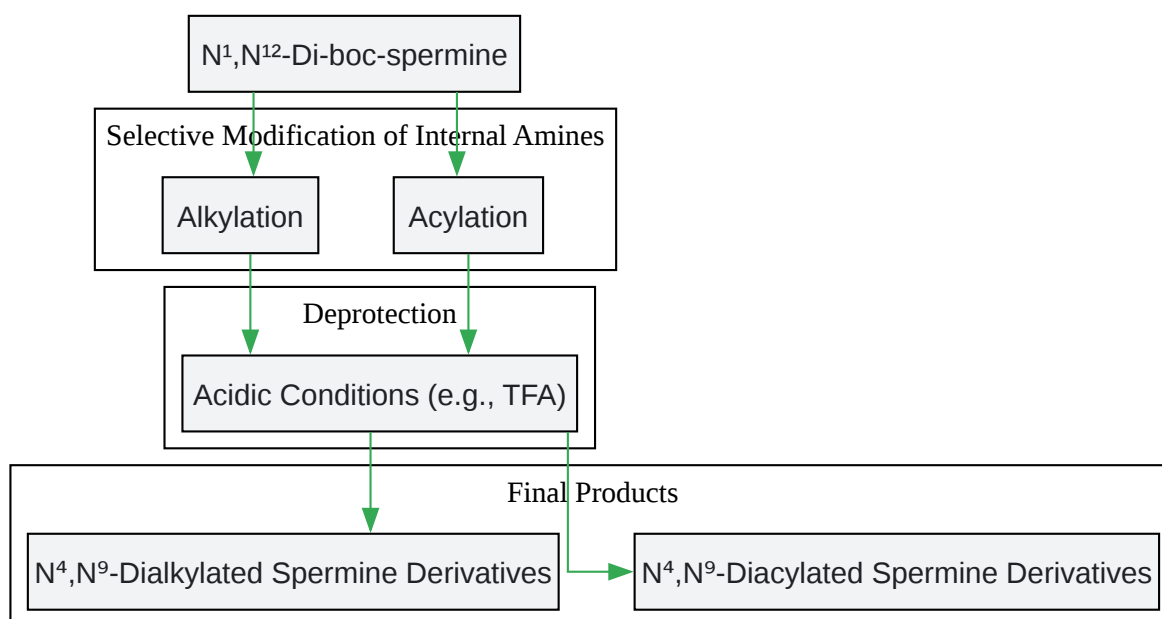 N¹,N¹²-Di-boc-spermine
Selective Modification of Internal Amines
Alkylation
Acylation
Deprotection
Acidic Conditions (e.g., TFA)
Final Products
N⁴,N⁹-Dialkylated Spermine Derivatives
N⁴,N⁹-Diacylated Spermine Derivatives